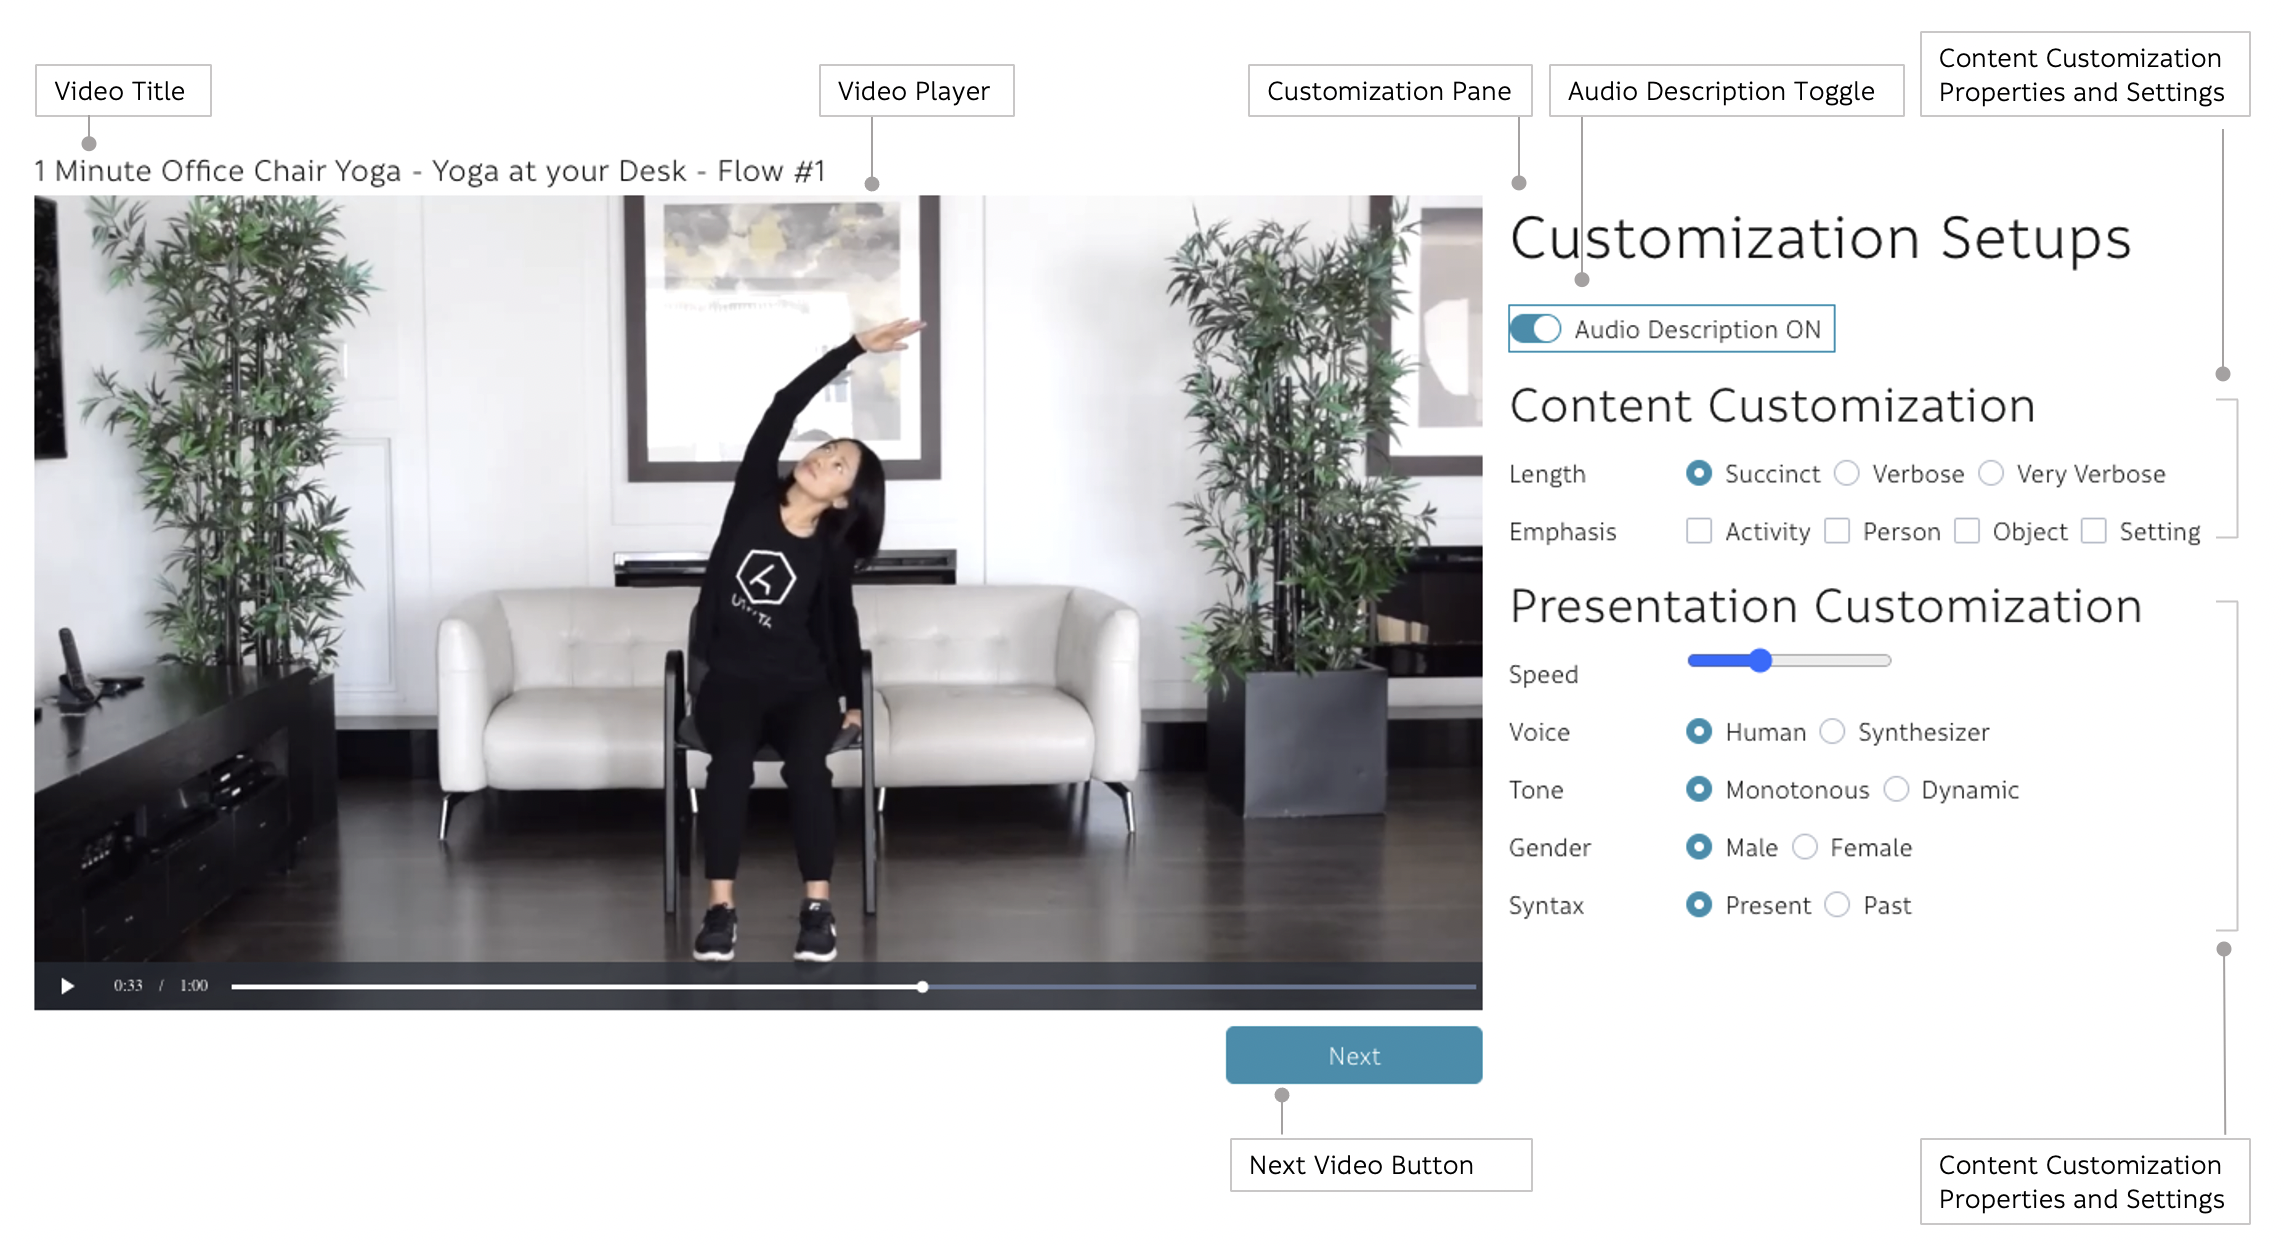 Video Title
Video Player
Customization Pane
Audio Description Toggle
Content Customization
Properties and Settings
1 Minute Office Chair Yoga - Yoga at your Desk - Flow #1
Customization Setups
Audio Description ON
Content Customization
Length Succinct Verbose Very Verbose
Emphasis Activity Person Object Setting
Presentation Customization
Speed
Voice Human Synthesizer
Tone Monotonous Dynamic
Gender Male Female
Syntax Present Past
0:33 / 1:00
Next
Next Video Button
Content Customization
Properties and Settings